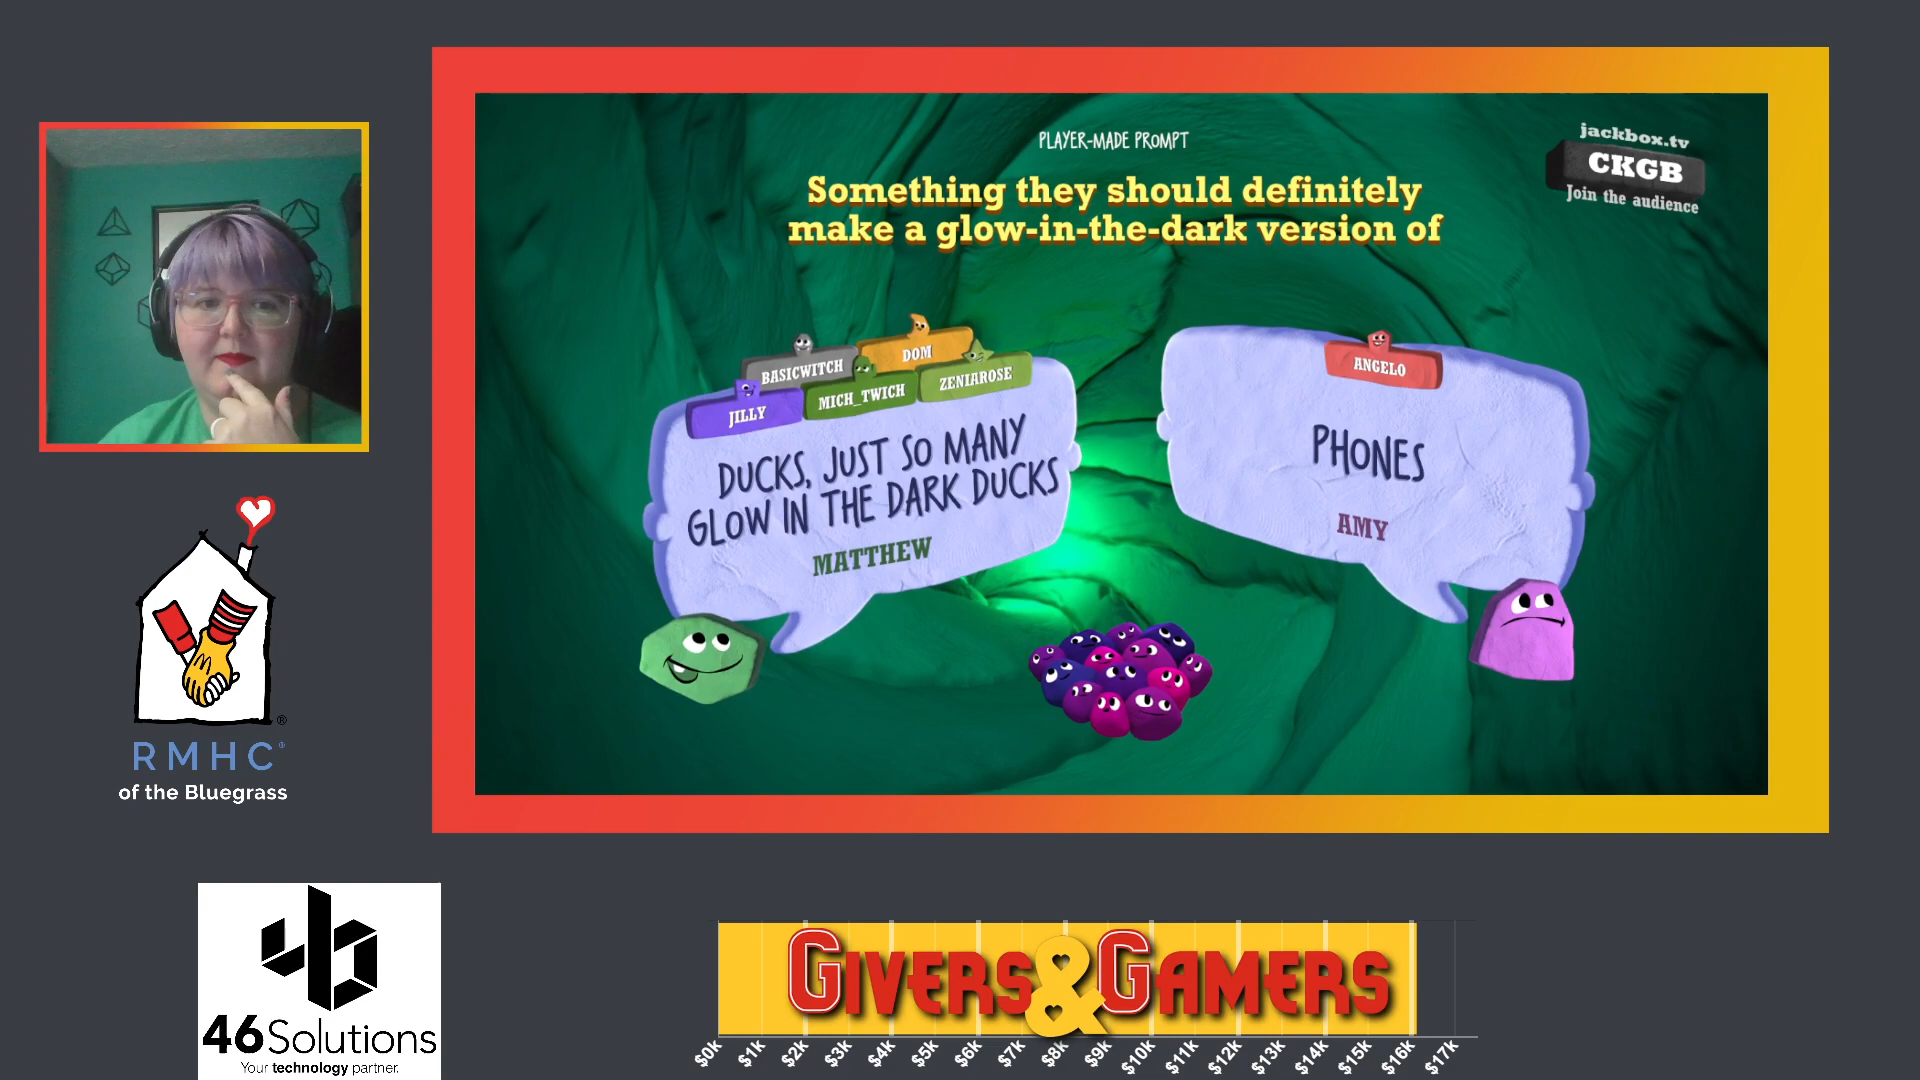 PLAYER-MADE PROMPT
Something they should definitely
make a glow-in-the-dark version of
jackbox.tv
CKGB
Join the audience
BASICWITCH
DOM
JILLY
MICH_TWICH
ZENIAROSE
DUCKS, JUST SO MANY
GLOW IN THE DARK DUCKS
MATTHEW
ANGELO
PHONES
AMY
RMHC®
of the Bluegrass
46Solutions
Your technology partner.
GIVERS & GAMERS
$0k $1k $2k $3k $4k $5k $6k $7k $8k $9k $10k $11k $12k $13k $14k $15k $16k $17k